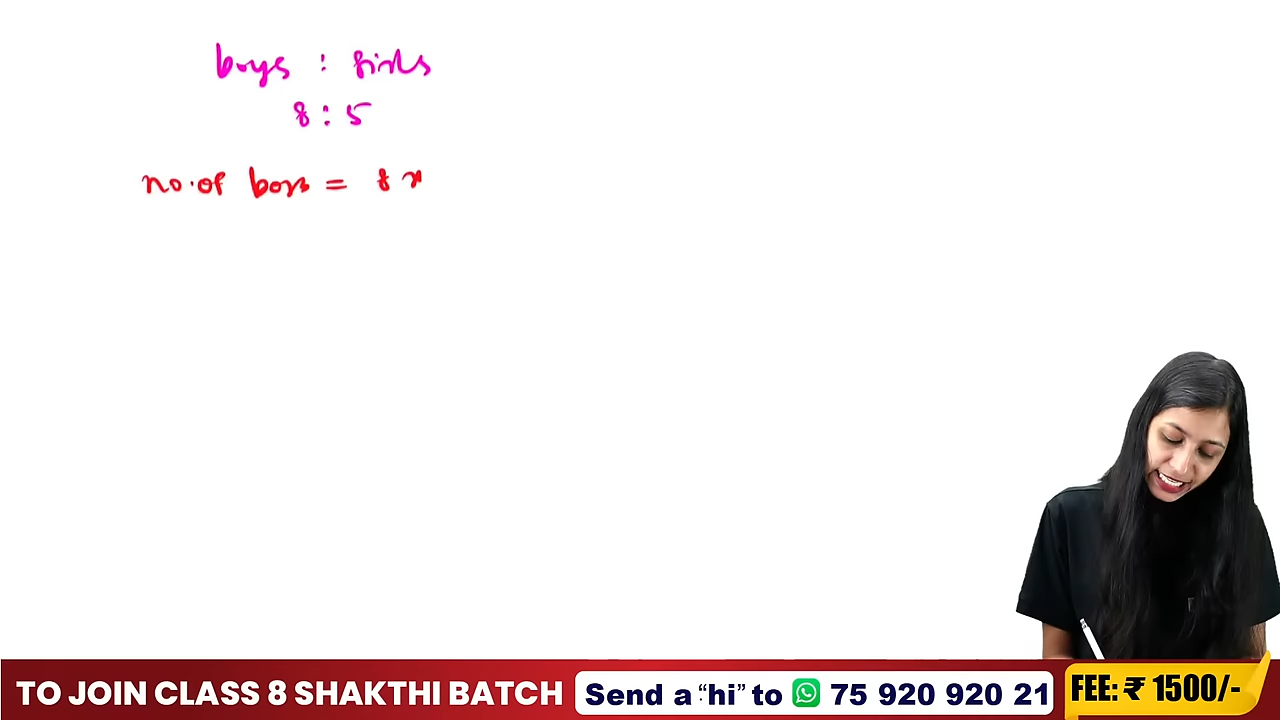 boys : girls
8 : 5
no. of boys = 8x
TO JOIN CLASS 8 SHAKTHI BATCH Send a “hi” to 75 920 920 21 FEE: ₹ 1500/-